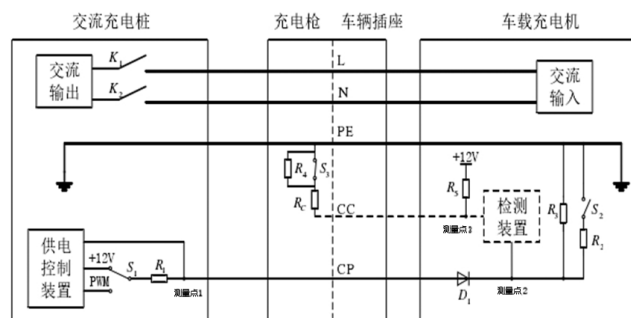 交流充电桩
充电枪
车辆插座
车载充电机
交流
输出
K1
K2
L
N
交流
输入
PE
R4
S3
RC
CC
+12V
R5
测量点3
检测
装置
R3
S2
R2
供电
控制
装置
+12V
PWM
S1
R1
测量点1
CP
D1
测量点2